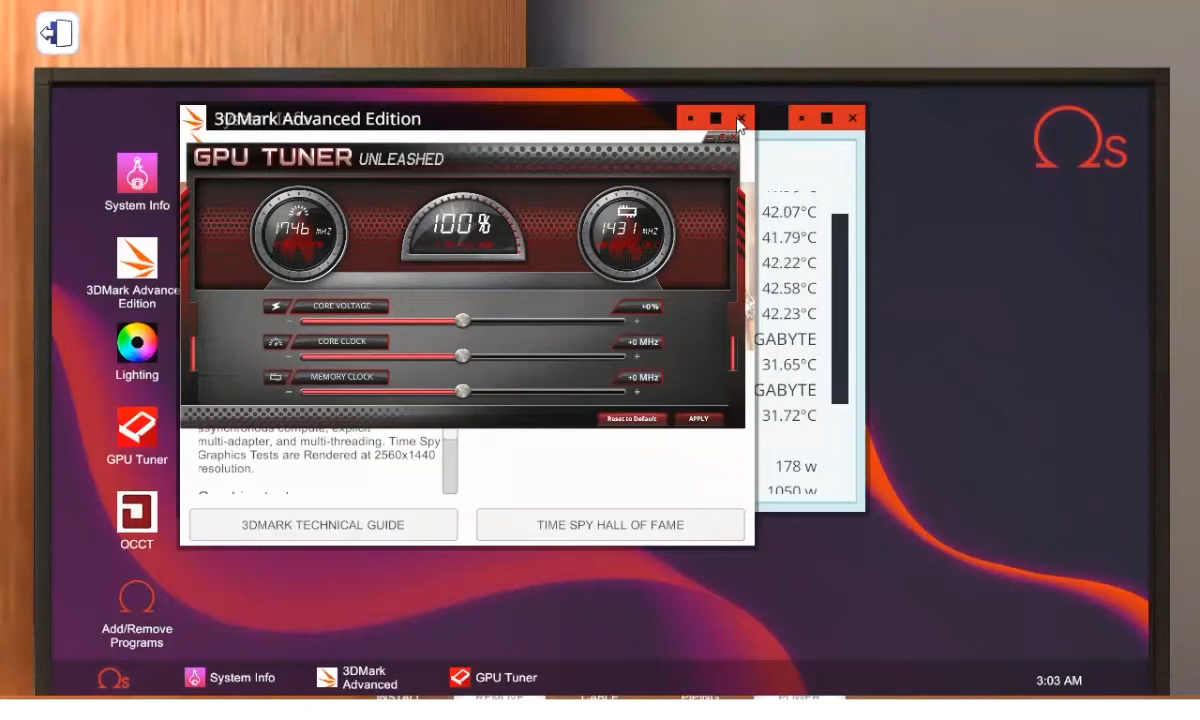 3DMark Advanced Edition
GPU TUNER UNLEASHED
1746 MHZ
100%
1431 MHZ
CORE VOLTAGE
+0%
CORE CLOCK
+0 MHz
MEMORY CLOCK
+0 MHz
Reset to Default
APPLY
multi-adapter, and multi-threading. Time Spy
Graphics Tests are Rendered at 2560x1440
resolution.
3DMARK TECHNICAL GUIDE
TIME SPY HALL OF FAME
42.07°C
41.79°C
42.22°C
42.58°C
42.23°C
GABYTE
31.65°C
GABYTE
31.72°C
178 w
1050 w
System Info
3DMark Advance
Edition
Lighting
GPU Tuner
OCCT
Add/Remove
Programs
Ωs
Ωs
System Info
3DMark
Advanced
GPU Tuner
3:03 AM